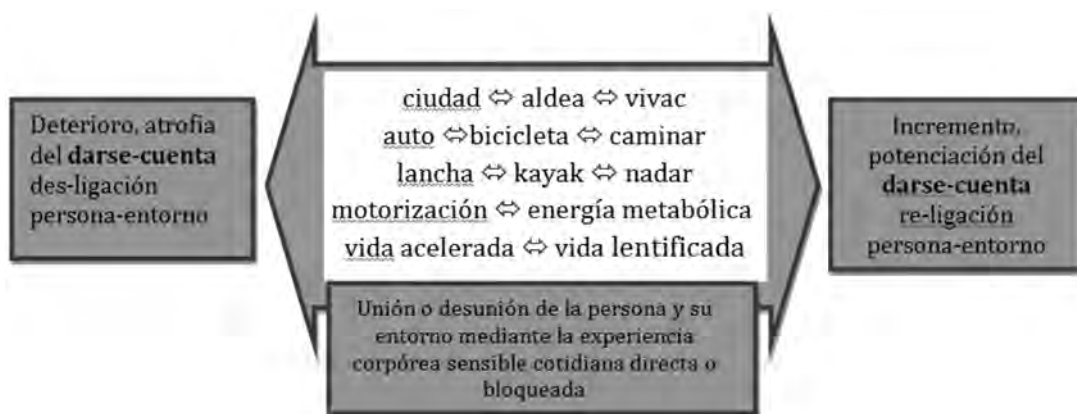 Deterioro, atrofia
del darse-cuenta
des-ligación
persona-entorno
ciudad ⇔ aldea ⇔ vivac
auto ⇔bicicleta ⇔ caminar
lancha ⇔ kayak ⇔ nadar
motorización ⇔ energía metabólica
vida acelerada ⇔ vida lentificada
Incremento,
potenciación del
darse-cuenta
re-ligación
persona-entorno
Unión o desunión de la persona y su
entorno mediante la experiencia
corpórea sensible cotidiana directa o
bloqueada